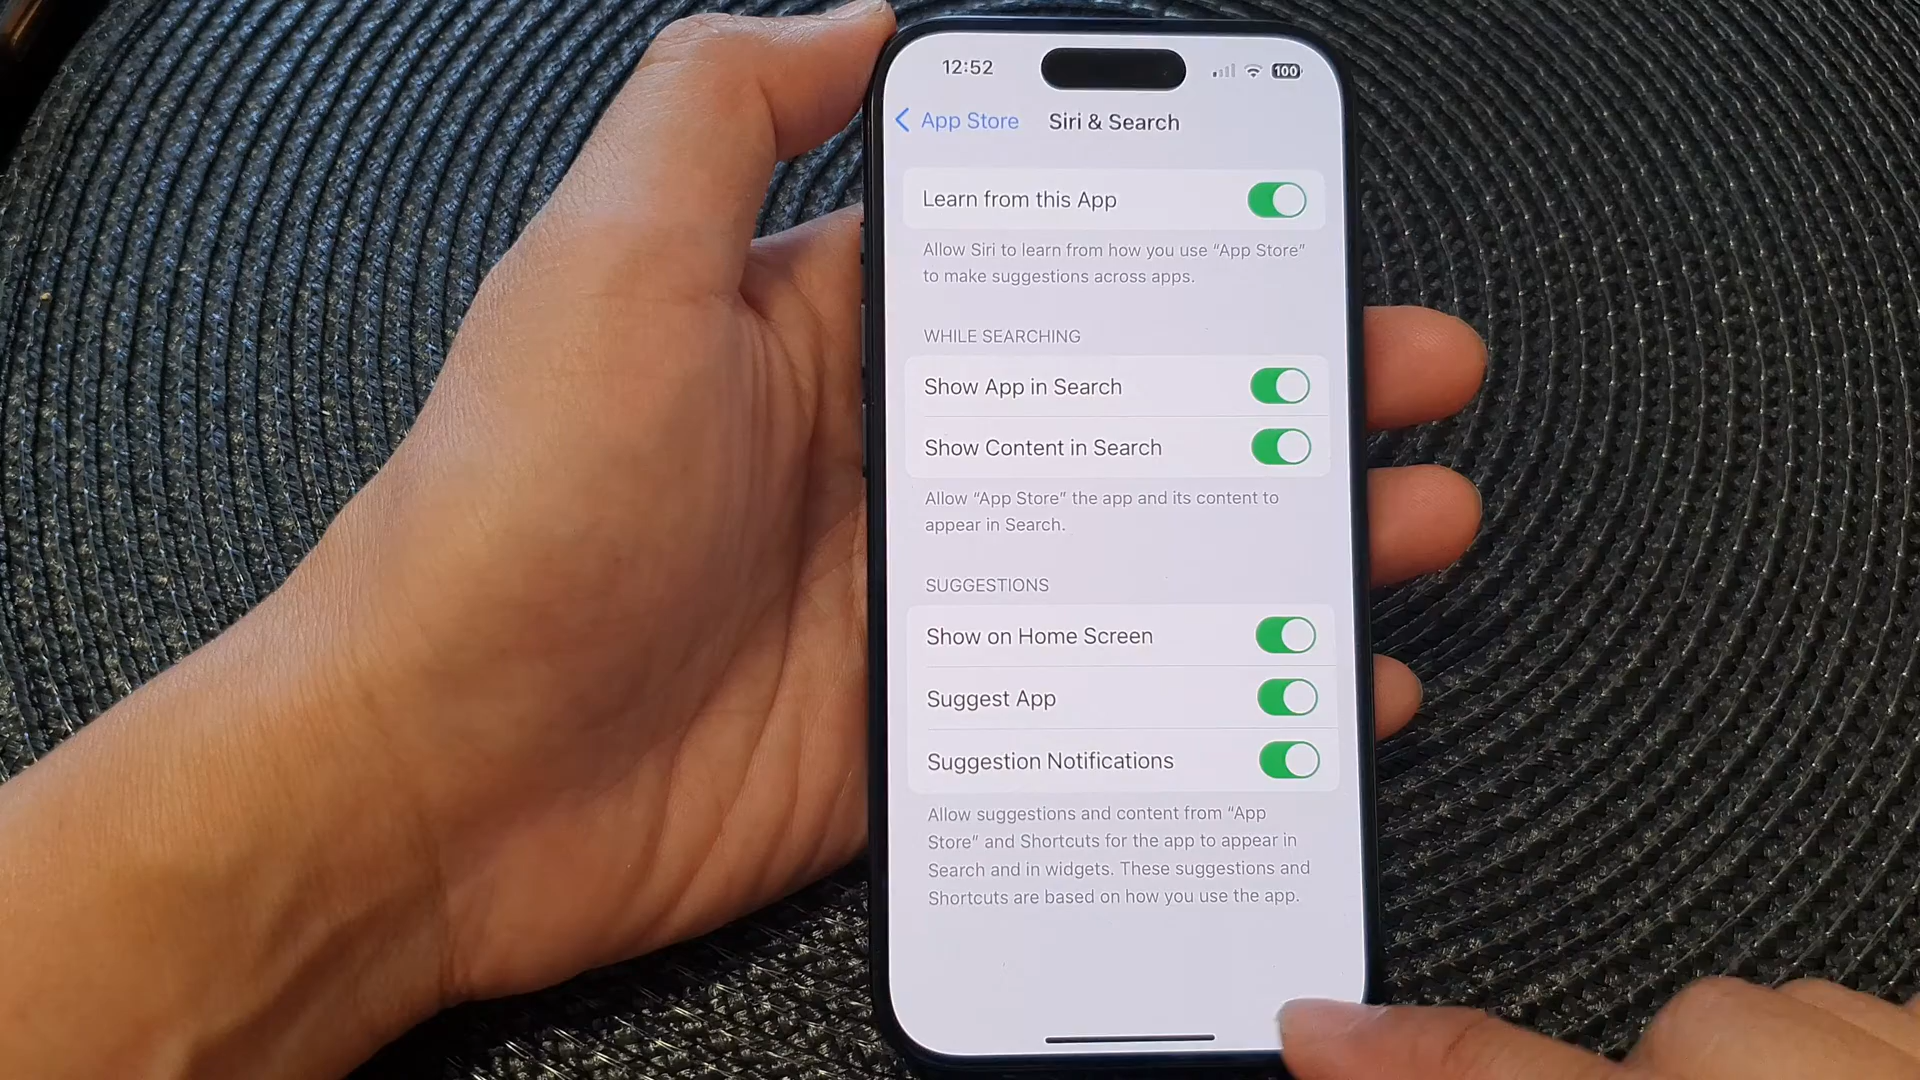 12:52
100
App Store
Siri & Search
Learn from this App
Allow Siri to learn from how you use “App Store”
to make suggestions across apps.
WHILE SEARCHING
Show App in Search
Show Content in Search
Allow “App Store” the app and its content to
appear in Search.
SUGGESTIONS
Show on Home Screen
Suggest App
Suggestion Notifications
Allow suggestions and content from “App
Store” and Shortcuts for the app to appear in
Search and in widgets. These suggestions and
Shortcuts are based on how you use the app.